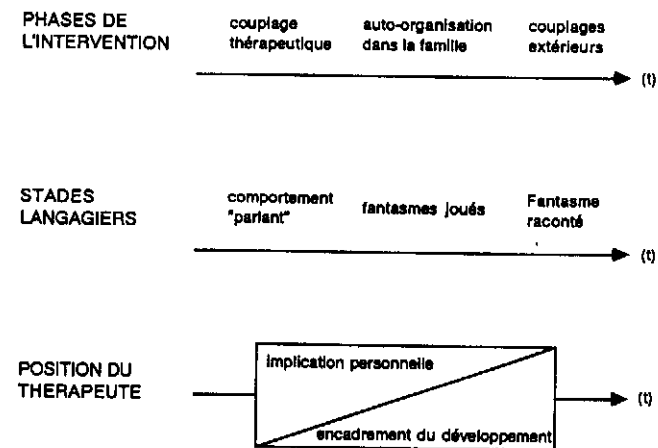 PHASES DE
L'INTERVENTION
couplage
thérapeutique
auto-organisation
dans la famille
couplages
extérieurs
(t)
STADES
LANGAGIERS
comportement
"parlant"
fantasmes joués
Fantasme
raconté
(t)
POSITION DU
THERAPEUTE
implication personnelle
encadrement du développement
(t)